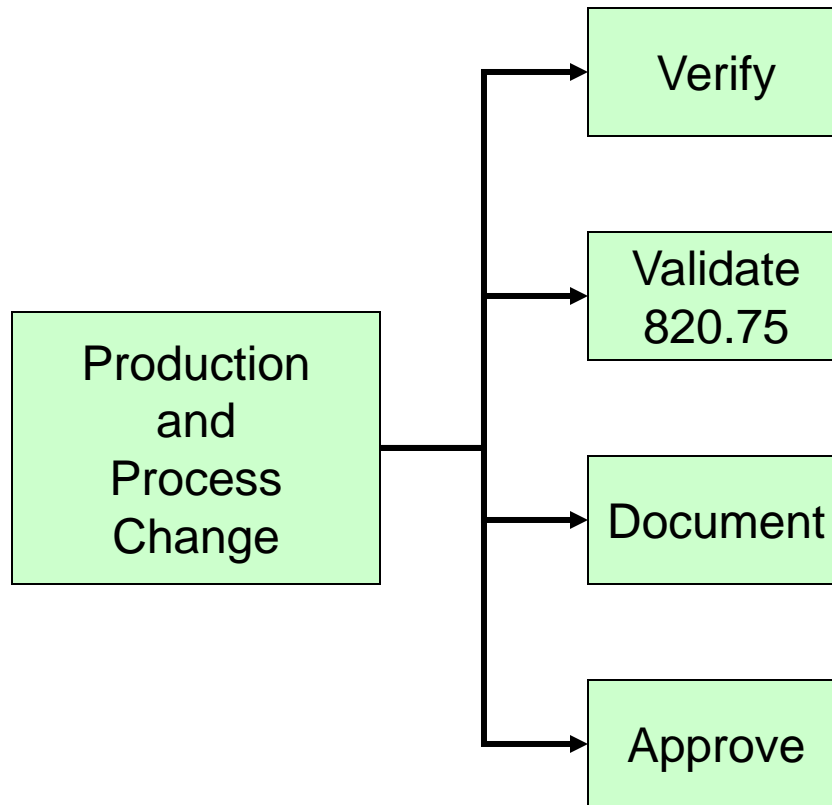 Production
and
Process
Change
Verify
Validate
820.75
Document
Approve